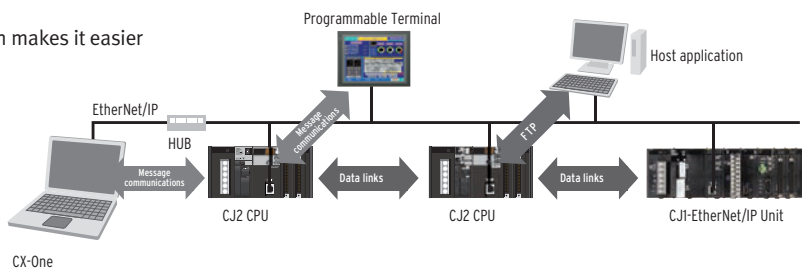 Programmable Terminal
makes it easier
Host application
EtherNet/IP
HUB
Message
communications
FTP
Message
communications
Data links
Data links
CJ2 CPU
CJ2 CPU
CJ1-EtherNet/IP Unit
CX-One